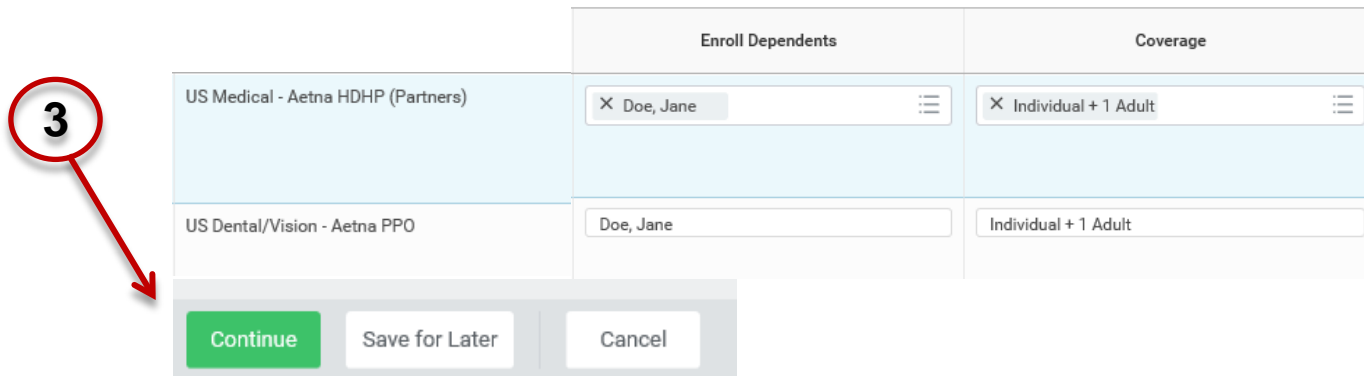 Enroll Dependents
Coverage
3
US Medical - Aetna HDHP (Partners)
× Doe, Jane
× Individual + 1 Adult
US Dental/Vision - Aetna PPO
Doe, Jane
Individual + 1 Adult
Continue
Save for Later
Cancel